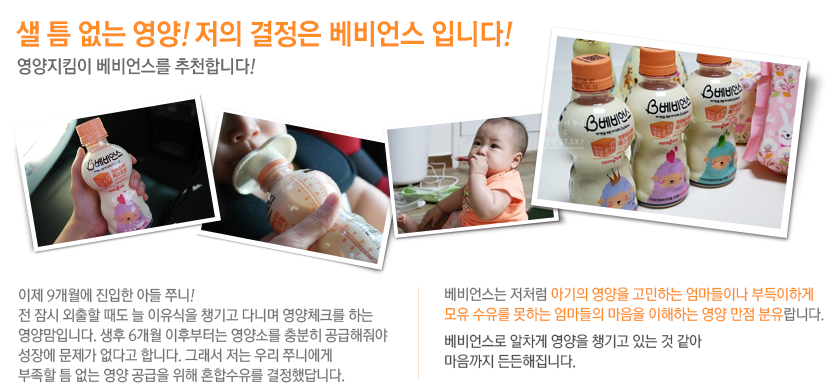 샐 틈 없는 영양! 저의 결정은 베비언스 입니다!
영양지킴이 베비언스를 추천합니다!
베비언스
베비언스
이제 9개월에 진입한 아들 쭈니!
전 잠시 외출할 때도 늘 이유식을 챙기고 다니며 영양체크를 하는
영양맘입니다. 생후 6개월 이후부터는 영양소를 충분히 공급해줘야
성장에 문제가 없다고 합니다. 그래서 저는 우리 쭈니에게
부족할 틈 없는 영양 공급을 위해 혼합수유를 결정했답니다.
베비언스는 저처럼 아기의 영양을 고민하는 엄마들이나 부득이하게
모유 수유를 못하는 엄마들의 마음을 이해하는 영양 만점 분유랍니다.
베비언스로 알차게 영양을 챙기고 있는 것 같아
마음까지 든든해집니다.